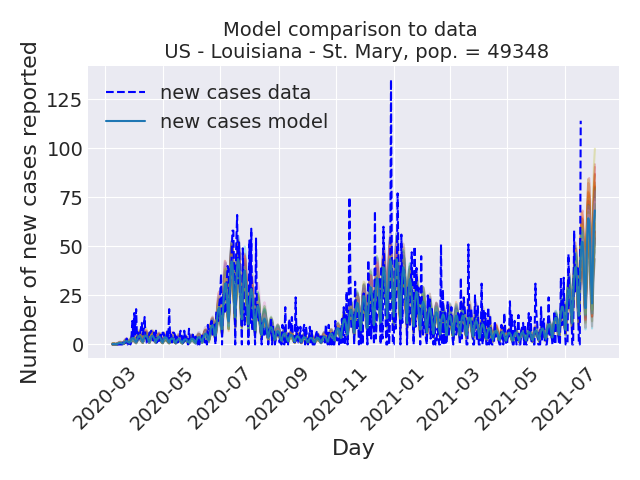 Model comparison to data
US - Louisiana - St. Mary, pop. = 49348
Number of new cases reported
125
100
75
50
25
0
new cases data
new cases model
2020-03
2020-05
2020-07
2020-09
2020-11
2021-01
2021-03
2021-05
2021-07
Day